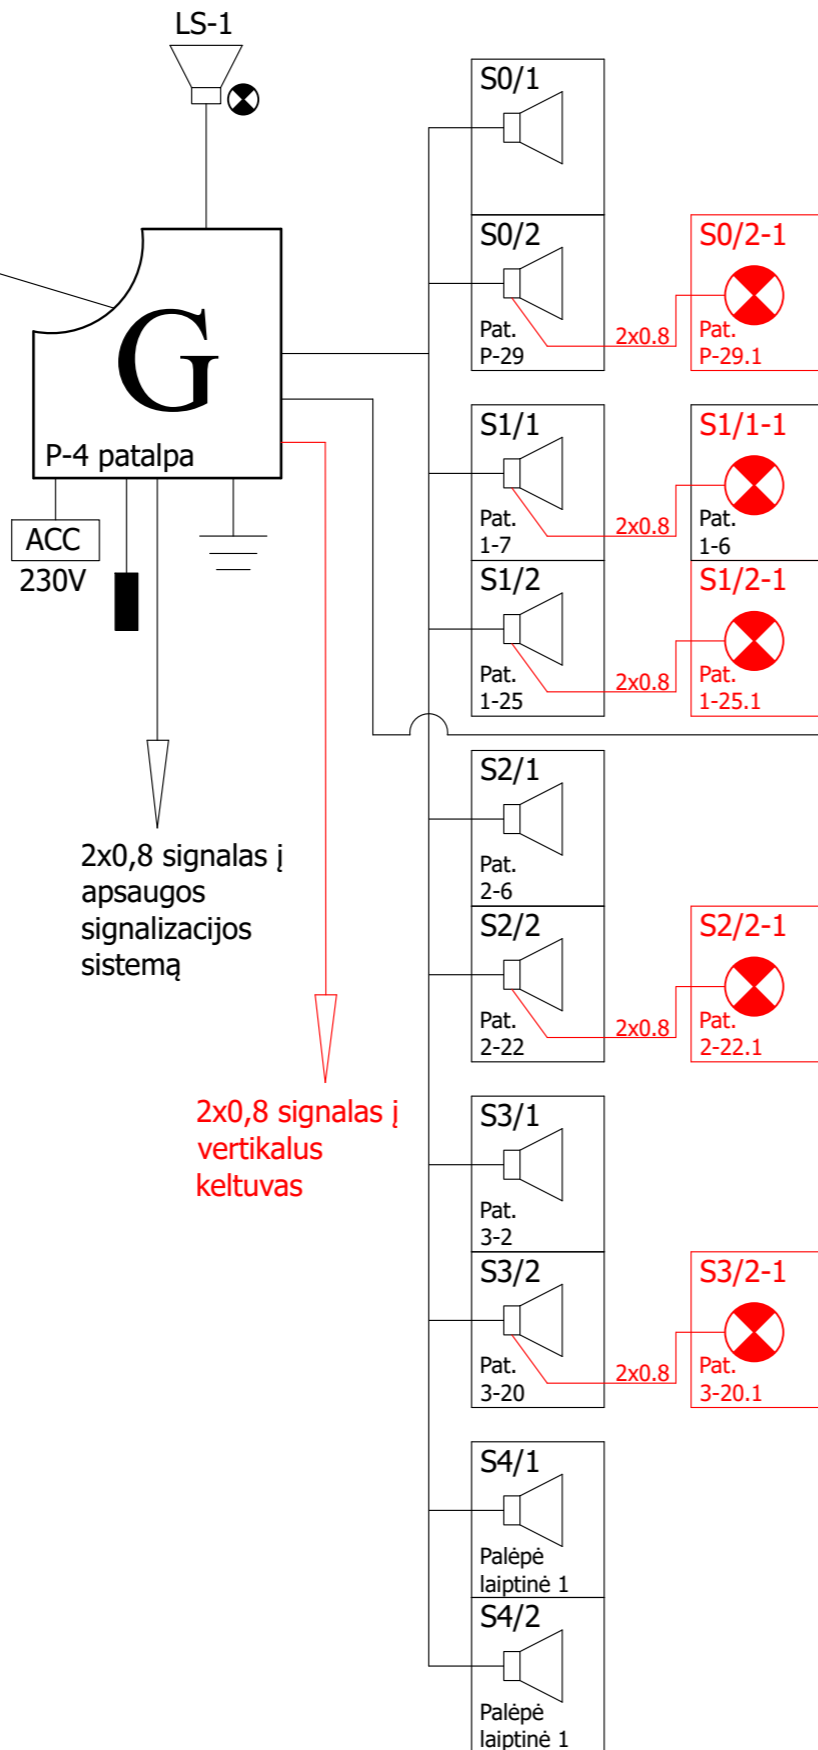 LS-1
G
P-4 patalpa
ACC
230V
2x0,8 signalas į
apsaugos
signalizacijos
sistemą
2x0,8 signalas į
vertikalus
keltuvas
S0/1
S0/2
Pat.
P-29
2x0.8
S0/2-1
Pat.
P-29.1
S1/1
Pat.
1-7
2x0.8
S1/1-1
Pat.
1-6
S1/2
Pat.
1-25
2x0.8
S1/2-1
Pat.
1-25.1
S2/1
Pat.
2-6
S2/2
Pat.
2-22
2x0.8
S2/2-1
Pat.
2-22.1
S3/1
Pat.
3-2
S3/2
Pat.
3-20
2x0.8
S3/2-1
Pat.
3-20.1
S4/1
Palėpė
laiptinė 1
S4/2
Palėpė
laiptinė 1